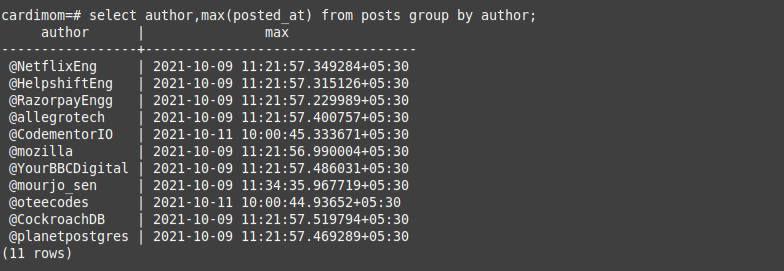 cardimom=# select author,max(posted_at) from posts group by author;
     author      |               max
-----------------+---------------------------------
 @NetflixEng     | 2021-10-09 11:21:57.349284+05:30
 @HelpshiftEng   | 2021-10-09 11:21:57.315126+05:30
 @RazorpayEngg   | 2021-10-09 11:21:57.229989+05:30
 @allegrotech    | 2021-10-09 11:21:57.400757+05:30
 @CodementorIO   | 2021-10-11 10:00:45.333671+05:30
 @mozilla        | 2021-10-09 11:21:56.990004+05:30
 @YourBBCDigital | 2021-10-09 11:21:57.486031+05:30
 @mourjo_sen     | 2021-10-09 11:34:35.967719+05:30
 @oteecodes      | 2021-10-11 10:00:44.93652+05:30
 @CockroachDB    | 2021-10-09 11:21:57.519794+05:30
 @planetpostgres | 2021-10-09 11:21:57.469289+05:30
(11 rows)